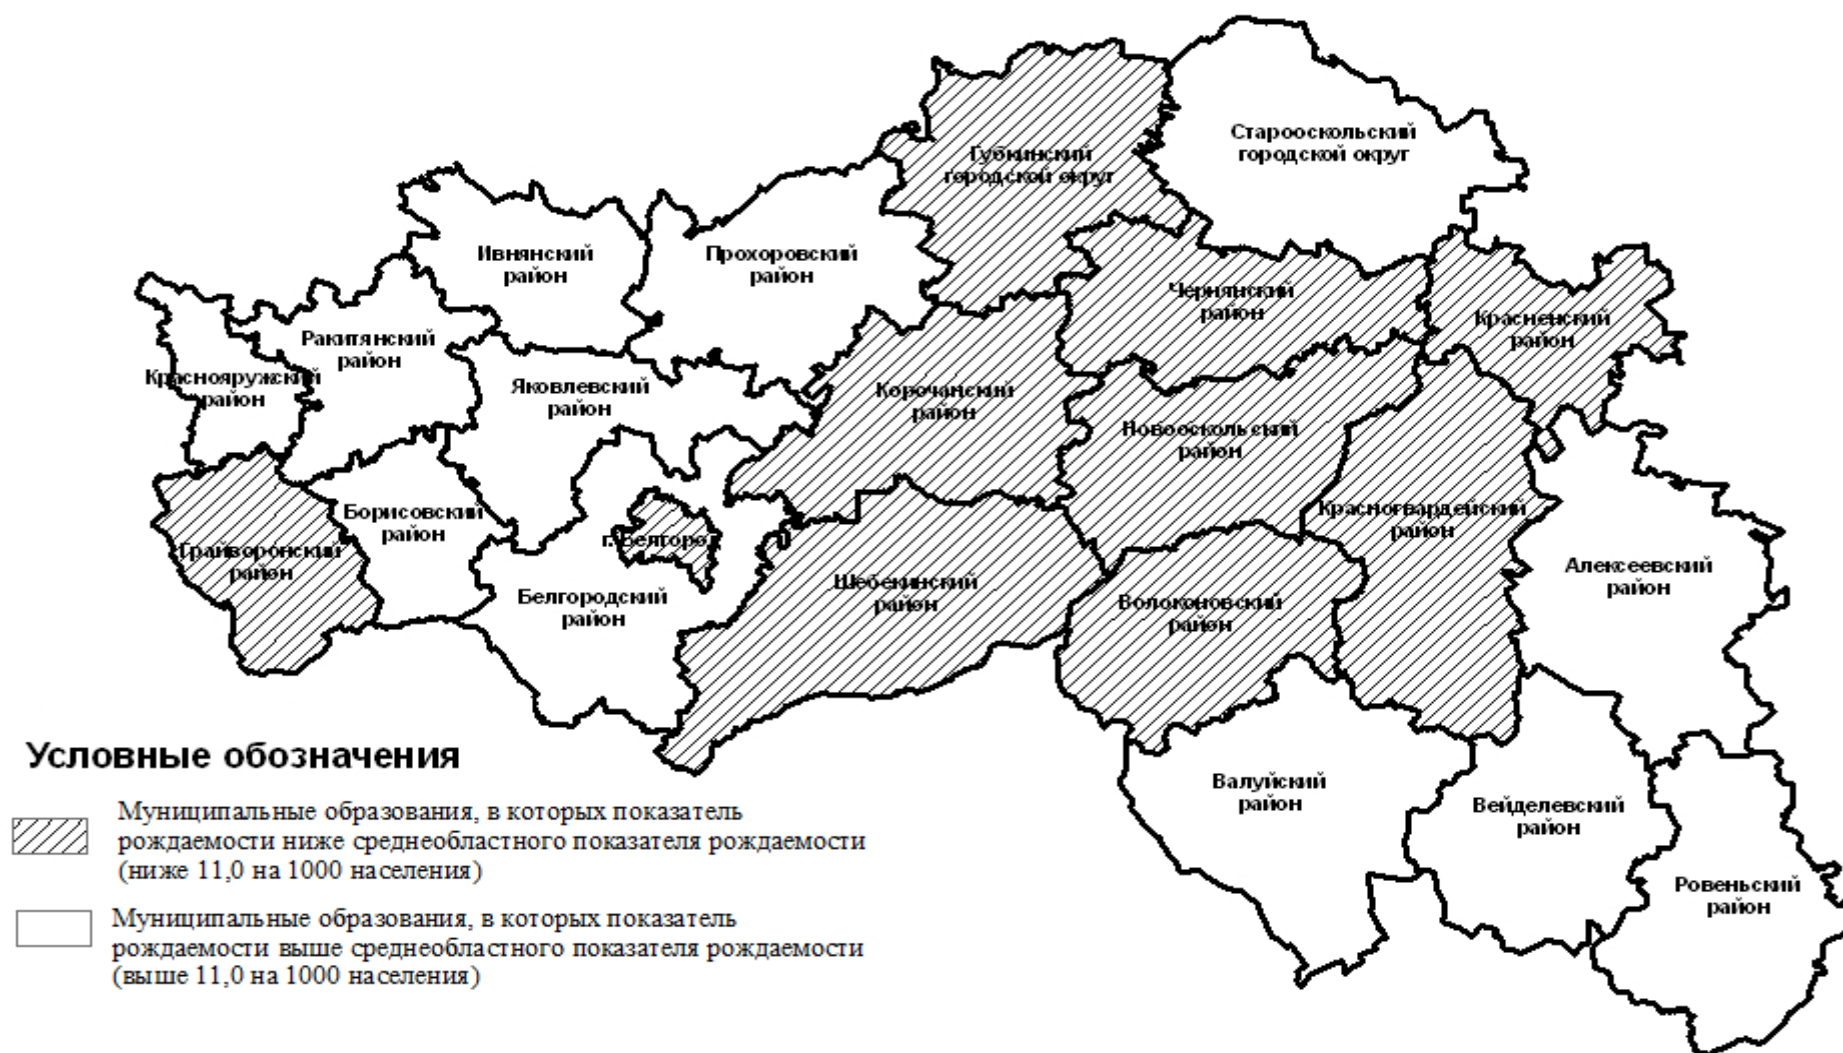 Старооскольский
городской округ
Губкинский
городской округ
Ивнянский
район
Прохоровский
район
Чернянский
район
Красненский
район
Ракитянский
район
Краснояружский
район
Яковлевский
район
Корочанский
район
Новооскольский
район
Красногвардейский
район
Борисовский
район
г. Белгород
Грайворонский
район
Белгородский
район
Шебекинский
район
Волоконовский
район
Алексеевский
район
Валуйский
район
Вейделевский
район
Ровеньский
район
Условные обозначения
Муниципальные образования, в которых показатель
рождаемости ниже среднеобластного показателя рождаемости
(ниже 11,0 на 1000 населения)
Муниципальные образования, в которых показатель
рождаемости выше среднеобластного показателя рождаемости
(выше 11,0 на 1000 населения)